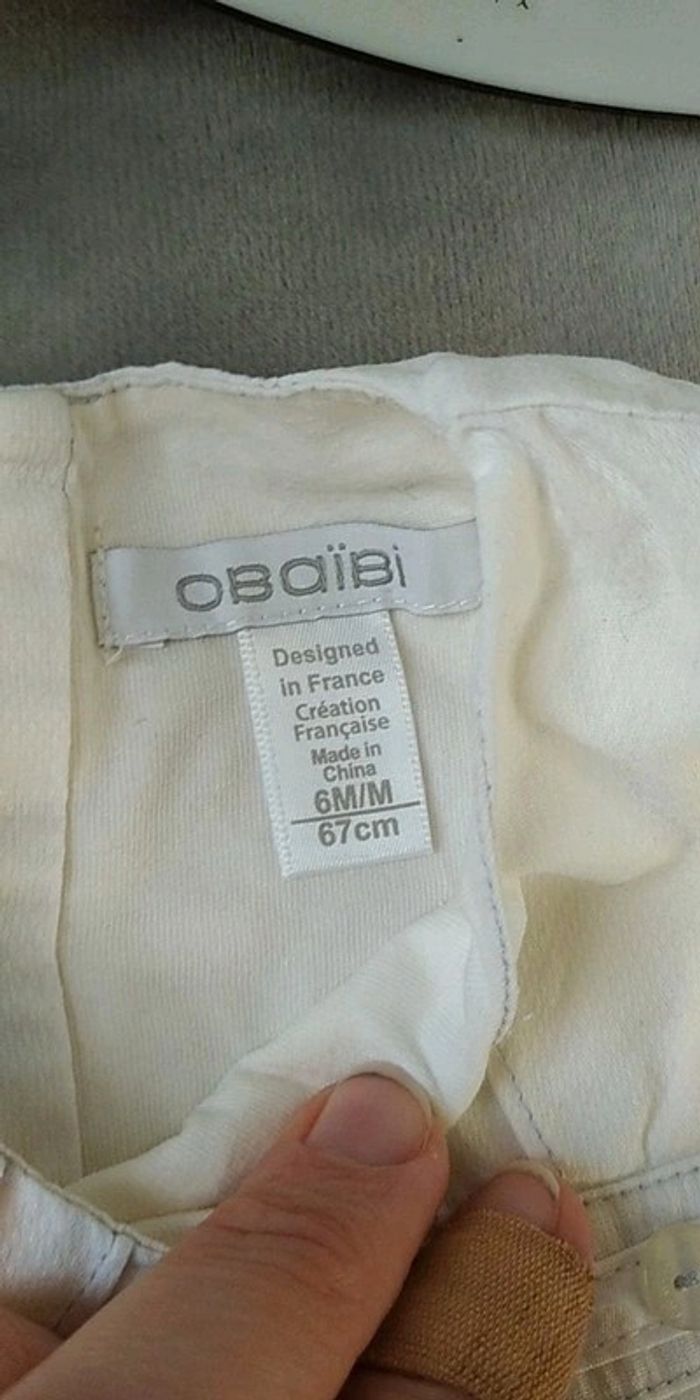 OBaïBi
Designed
in France
Création
Française
Made in
China
6M/M
67cm